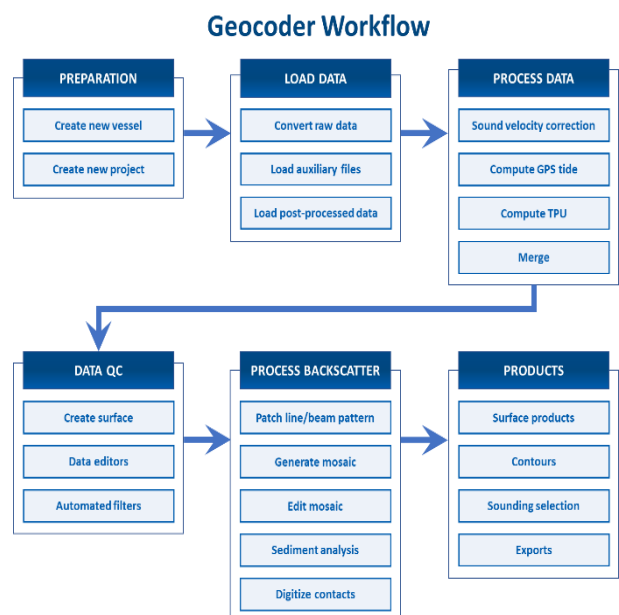 Geocoder Workflow
PREPARATION
Create new vessel
Create new project
LOAD DATA
Convert raw data
Load auxiliary files
Load post-processed data
PROCESS DATA
Sound velocity correction
Compute GPS tide
Compute TPU
Merge
DATA QC
Create surface
Data editors
Automated filters
PROCESS BACKSCATTER
Patch line/beam pattern
Generate mosaic
Edit mosaic
Sediment analysis
Digitize contacts
PRODUCTS
Surface products
Contours
Sounding selection
Exports